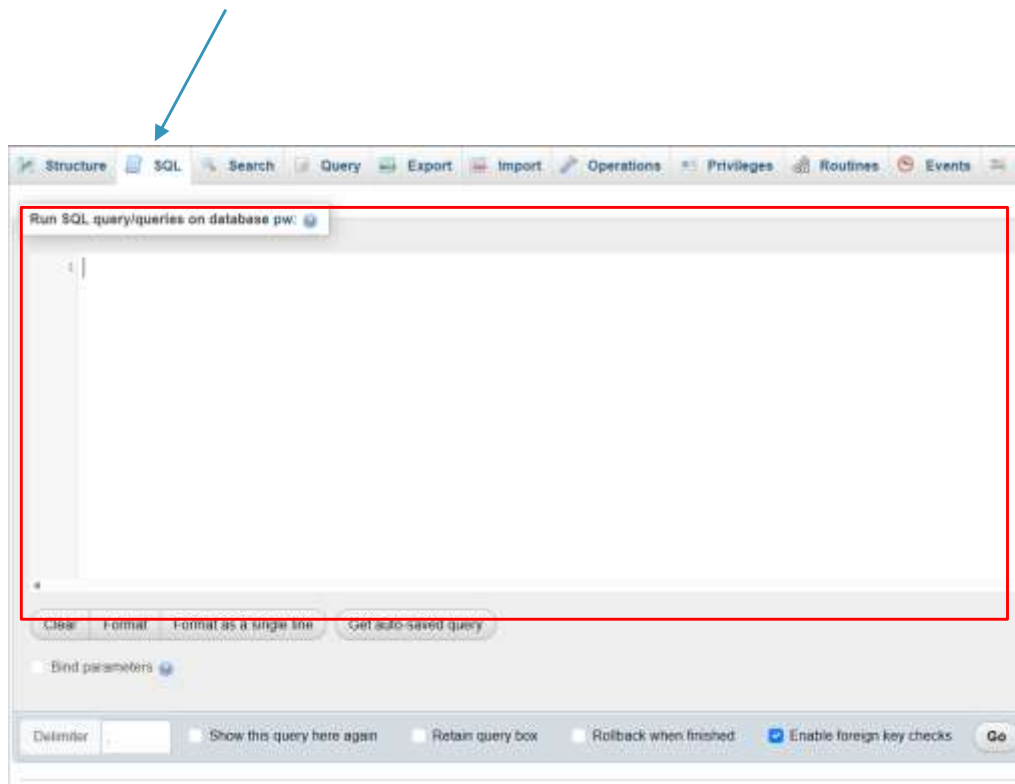 Structure SQL Search Query Export Import Operations Privileges Routines Events
Run SQL query/queries on database pw:
1
Clear Format Format as a single line Get auto-saved query
Bind parameters
Delimiter ; Show this query here again Retain query box Rollback when finished Enable foreign key checks Go